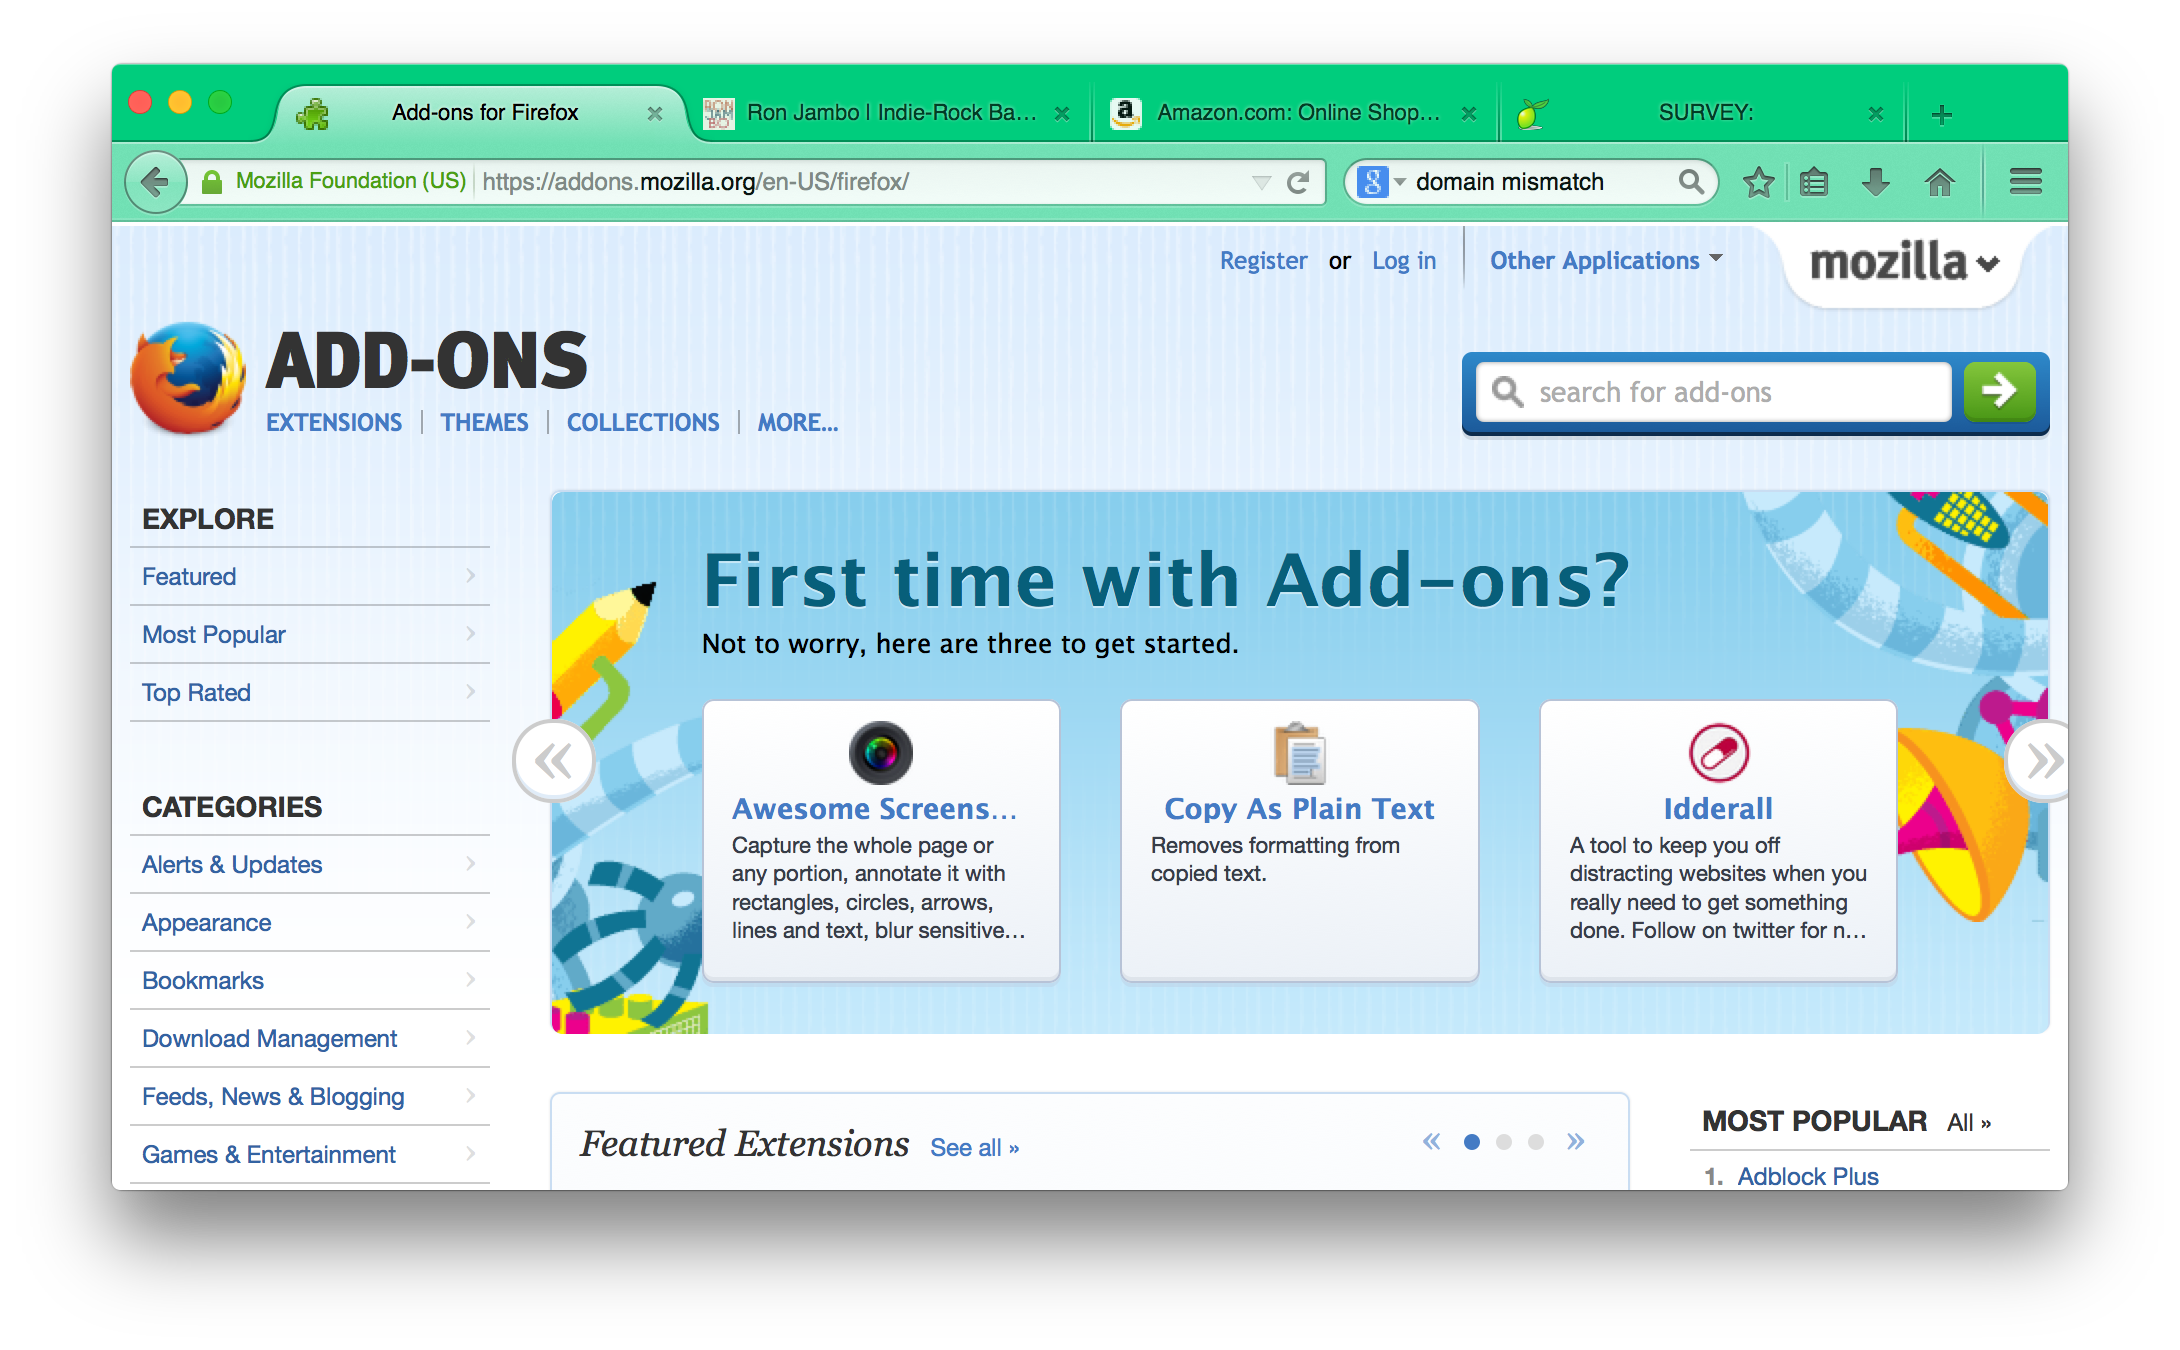 Add-ons for Firefox
Ron Jambo | Indie-Rock Ba...
Amazon.com: Online Shop...
SURVEY:
Mozilla Foundation (US)
https://addons.mozilla.org/en-US/firefox/
domain mismatch
Register or Log in
Other Applications
mozilla
ADD-ONS
EXTENSIONS | THEMES | COLLECTIONS | MORE...
search for add-ons
EXPLORE
Featured
Most Popular
Top Rated
CATEGORIES
Alerts & Updates
Appearance
Bookmarks
Download Management
Feeds, News & Blogging
Games & Entertainment
First time with Add-ons?
Not to worry, here are three to get started.
Awesome Screens...
Capture the whole page or
any portion, annotate it with
rectangles, circles, arrows,
lines and text, blur sensitive...
Copy As Plain Text
Removes formatting from
copied text.
Idderall
A tool to keep you off
distracting websites when you
really need to get something
done. Follow on twitter for n...
Featured Extensions See all »
MOST POPULAR All »
1. Adblock Plus